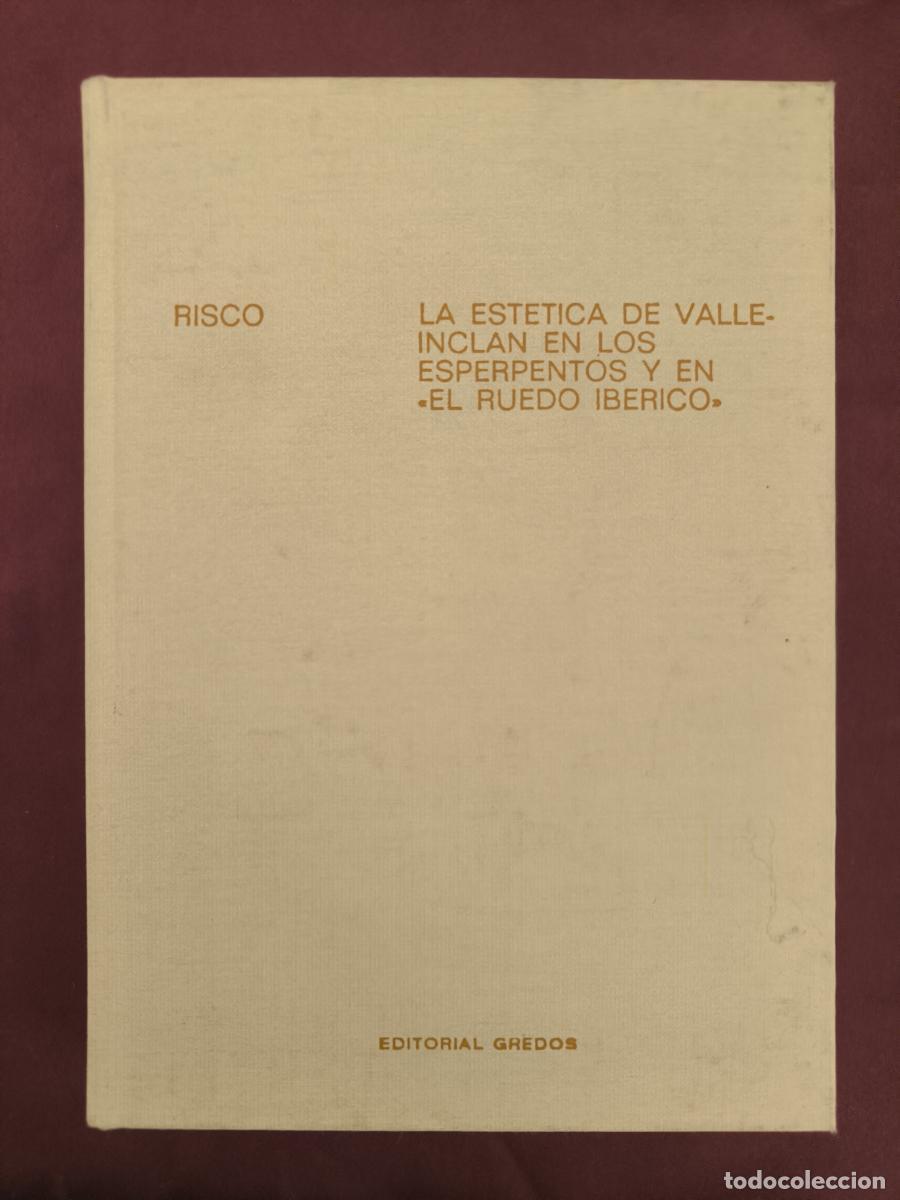 RISCO
LA ESTETICA DE VALLE-
INCLAN EN LOS
ESPERPENTOS Y EN
«EL RUEDO IBERICO»
EDITORIAL GREDOS
todocoleccion